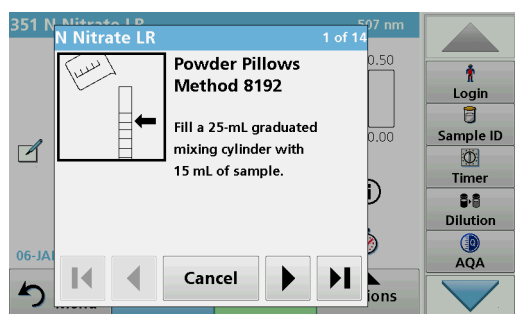 351 N Nitrate LR
507 nm
N Nitrate LR
1 of 14
Powder Pillows
Method 8192
Fill a 25-mL graduated
mixing cylinder with
15 mL of sample.
0.50
0.00
06-JA
Cancel
Menu
ions
Login
Sample ID
Timer
Dilution
AQA